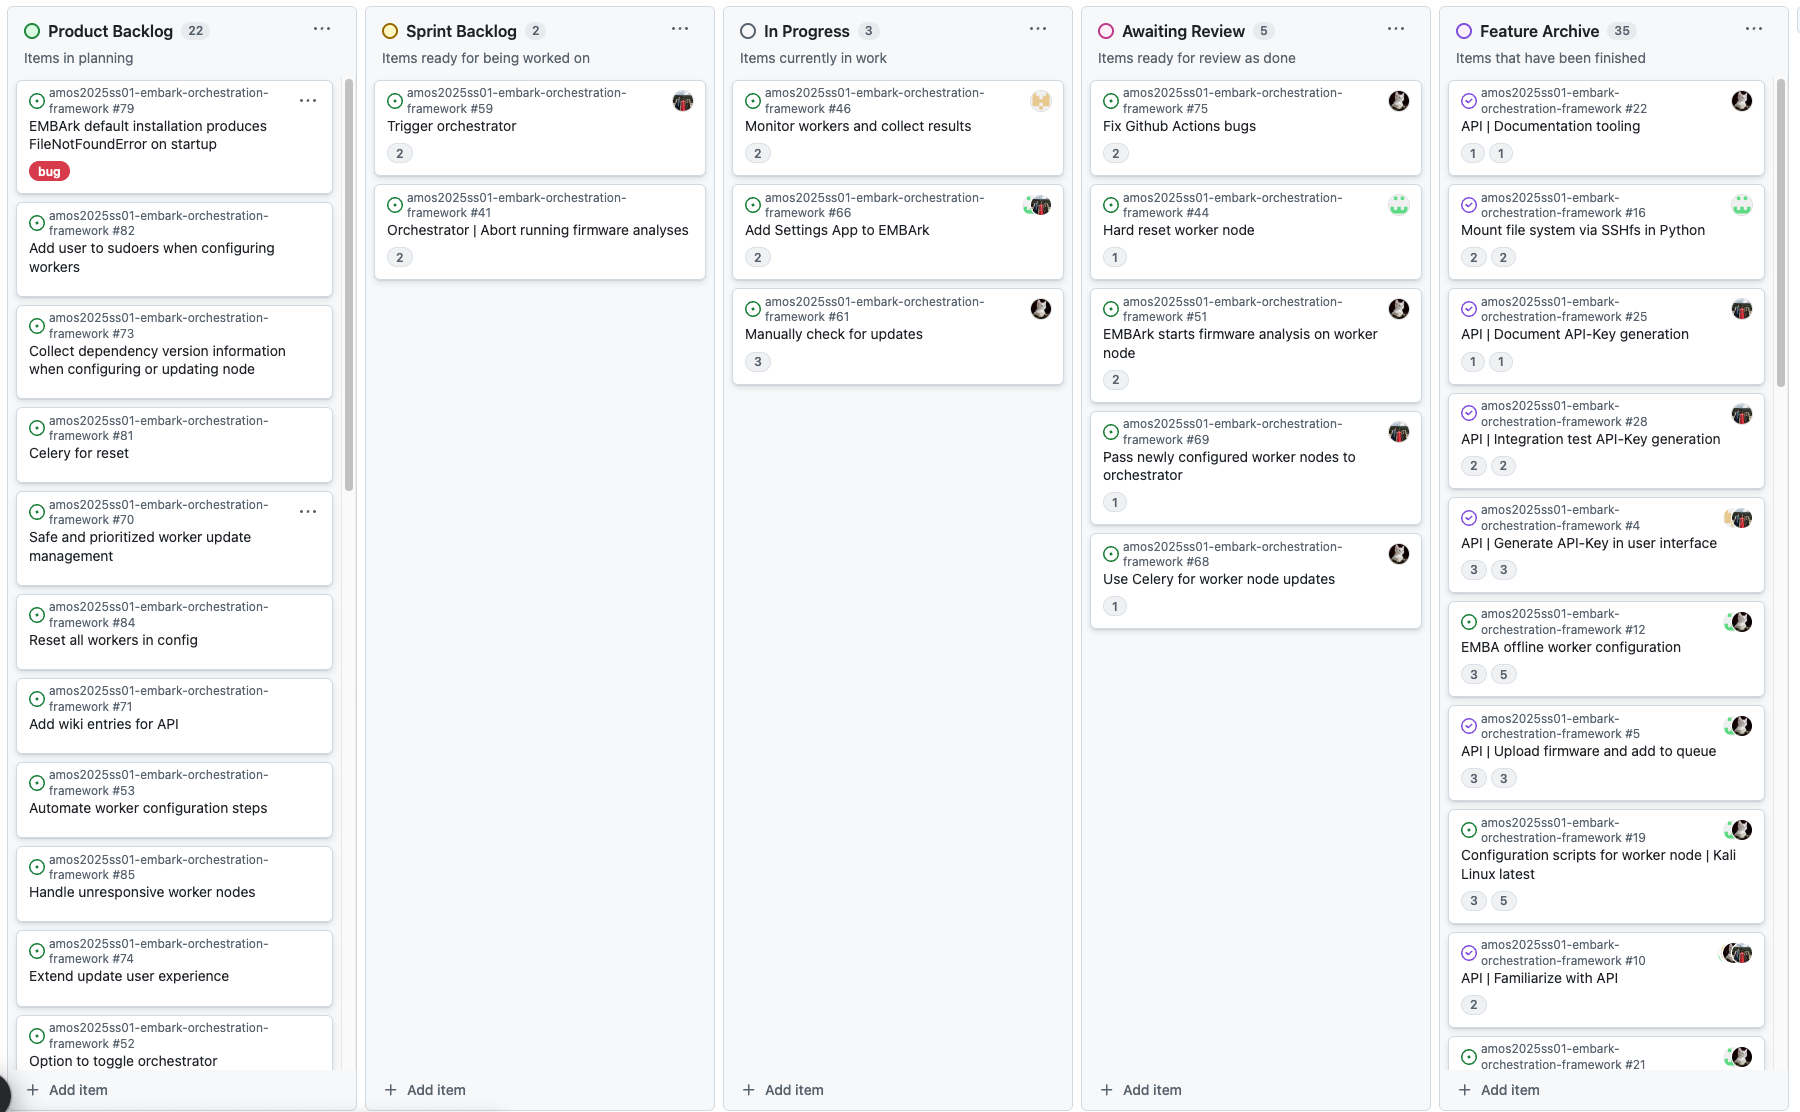 Product Backlog 22
Items in planning
amos2025ss01-embark-orchestration-
framework #79
EMBArk default installation produces
FileNotFoundError on startup
bug
amos2025ss01-embark-orchestration-
framework #82
Add user to sudoers when configuring
workers
amos2025ss01-embark-orchestration-
framework #73
Collect dependency version information
when configuring or updating node
amos2025ss01-embark-orchestration-
framework #81
Celery for reset
amos2025ss01-embark-orchestration-
framework #70
Safe and prioritized worker update
management
amos2025ss01-embark-orchestration-
framework #84
Reset all workers in config
amos2025ss01-embark-orchestration-
framework #71
Add wiki entries for API
amos2025ss01-embark-orchestration-
framework #53
Automate worker configuration steps
amos2025ss01-embark-orchestration-
framework #85
Handle unresponsive worker nodes
amos2025ss01-embark-orchestration-
framework #74
Extend update user experience
amos2025ss01-embark-orchestration-
framework #52
Option to toggle orchestrator
+ Add item
Sprint Backlog 2
Items ready for being worked on
amos2025ss01-embark-orchestration-
framework #59
Trigger orchestrator
2
amos2025ss01-embark-orchestration-
framework #41
Orchestrator | Abort running firmware analyses
2
+ Add item
In Progress 3
Items currently in work
amos2025ss01-embark-orchestration-
framework #46
Monitor workers and collect results
2
amos2025ss01-embark-orchestration-
framework #66
Add Settings App to EMBArk
2
amos2025ss01-embark-orchestration-
framework #61
Manually check for updates
3
+ Add item
Awaiting Review 5
Items ready for review as done
amos2025ss01-embark-orchestration-
framework #75
Fix Github Actions bugs
2
amos2025ss01-embark-orchestration-
framework #44
Hard reset worker node
1
amos2025ss01-embark-orchestration-
framework #51
EMBArk starts firmware analysis on worker
node
2
amos2025ss01-embark-orchestration-
framework #69
Pass newly configured worker nodes to
orchestrator
1
amos2025ss01-embark-orchestration-
framework #68
Use Celery for worker node updates
1
+ Add item
Feature Archive 35
Items that have been finished
amos2025ss01-embark-
orchestration-framework #22
API | Documentation tooling
1 1
amos2025ss01-embark-
orchestration-framework #16
Mount file system via SSHfs in Python
2 2
amos2025ss01-embark-
orchestration-framework #25
API | Document API-Key generation
1 1
amos2025ss01-embark-
orchestration-framework #28
API | Integration test API-Key generation
2 2
amos2025ss01-embark-
orchestration-framework #4
API | Generate API-Key in user interface
3 3
amos2025ss01-embark-
orchestration-framework #12
EMBA offline worker configuration
3 5
amos2025ss01-embark-
orchestration-framework #5
API | Upload firmware and add to queue
3 3
amos2025ss01-embark-
orchestration-framework #19
Configuration scripts for worker node | Kali
Linux latest
3 5
amos2025ss01-embark-
orchestration-framework #10
API | Familiarize with API
2
amos2025ss01-embark-
orchestration-framework #21
+ Add item